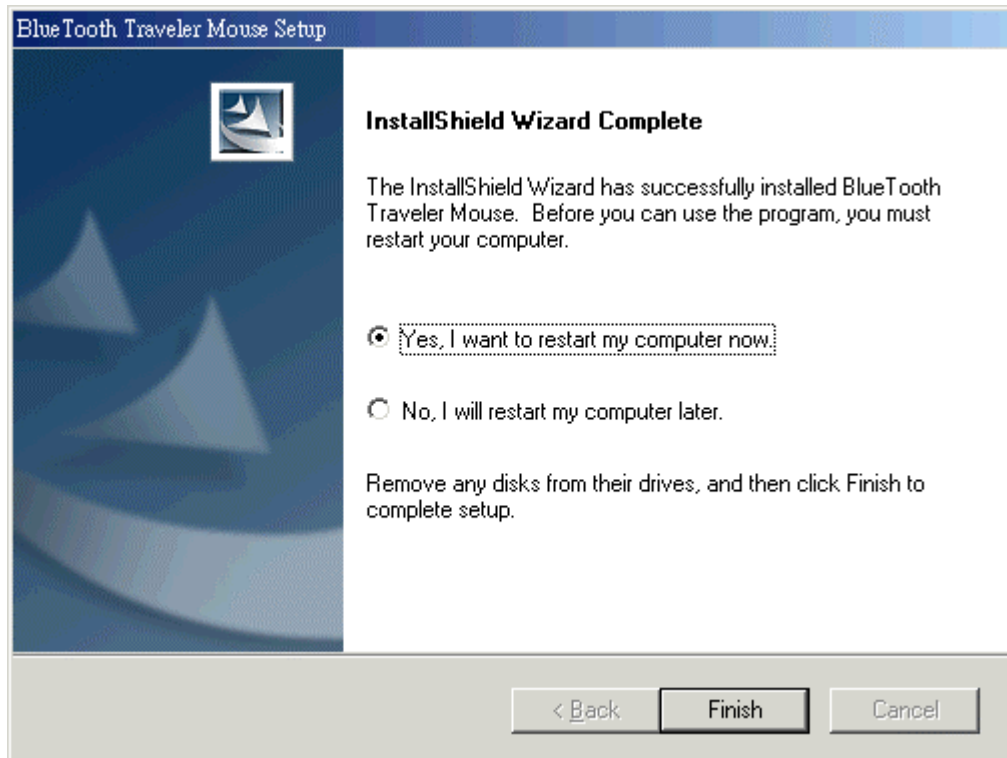 BlueTooth Traveler Mouse Setup
InstallShield Wizard Complete
The InstallShield Wizard has successfully installed BlueTooth
Traveler Mouse.  Before you can use the program, you must
restart your computer.
Yes, I want to restart my computer now.
No, I will restart my computer later.
Remove any disks from their drives, and then click Finish to
complete setup.
< Back Finish Cancel